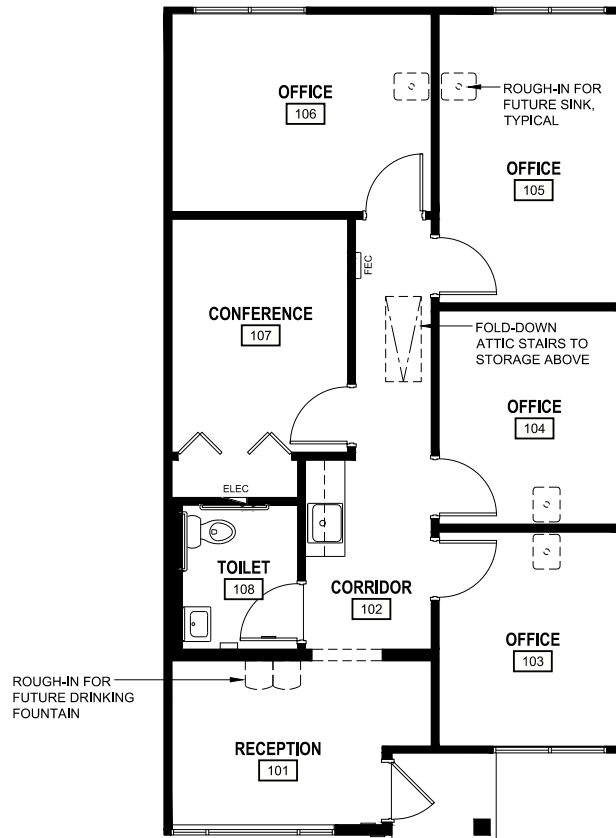 OFFICE
106
ROUGH-IN FOR
FUTURE SINK,
TYPICAL
OFFICE
105
FEC
CONFERENCE
107
FOLD-DOWN
ATTIC STAIRS TO
STORAGE ABOVE
OFFICE
104
ELEC
TOILET
108
CORRIDOR
102
OFFICE
103
ROUGH-IN FOR
FUTURE DRINKING
FOUNTAIN
RECEPTION
101